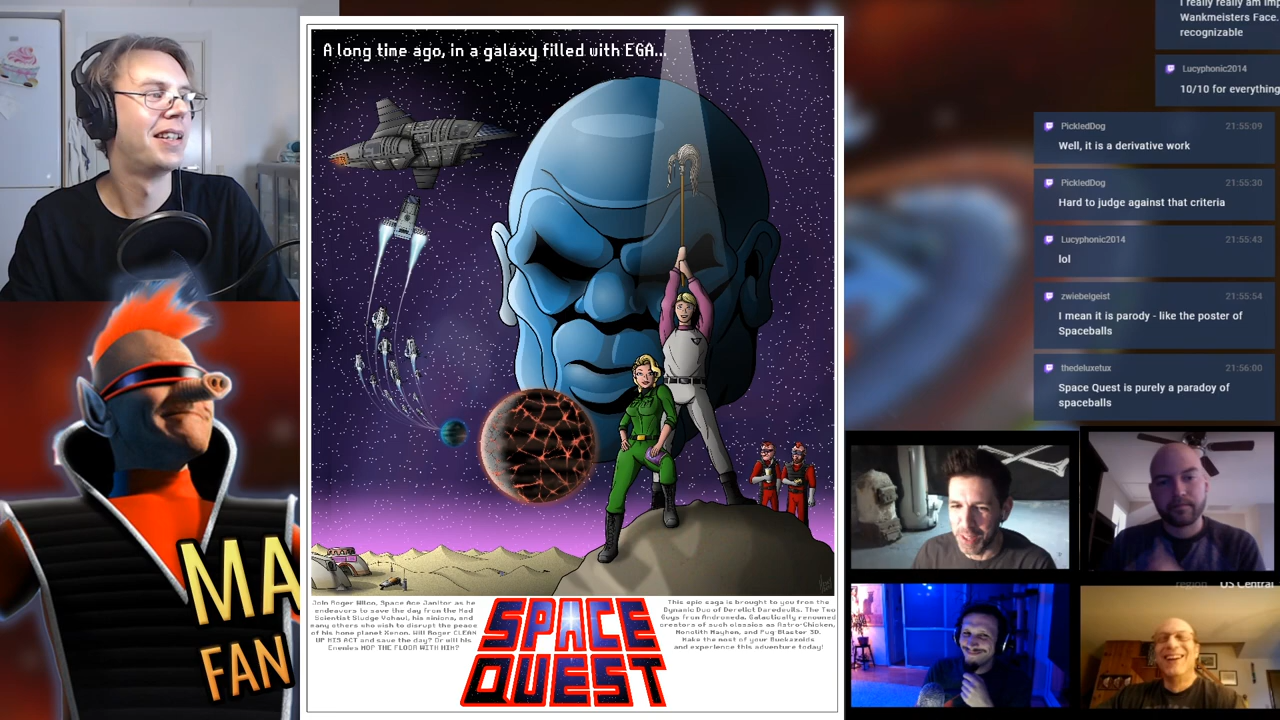 A long time ago, in a galaxy filled with EGA...
Join Roger Wilco, Space Ace Janitor as he
endeavors to save the day from the Mad
Scientist Sludge Vohaul, his minions, and
many others who wish to disrupt the peace
of his home planet Xenon. Will Roger CLEAN
UP HIS ACT and save the day? Or will his
Enemies MOP THE FLOOR WITH HIM?
SPACE
QUEST
This epic saga is brought to you from the
Dynamic Duo of Derelict Daredevils, The Two
Guys from Andromeda, Galactically renowned
creators of such classics as Astro-Chicken,
Monolith Mayhem, and Pug Blaster 3D.
Make the most of your Buckazoids
and experience this adventure today!
MA
FAN
I really really am imp
Wankmeisters Face.
recognizable
Lucyphonic2014
10/10 for everything
PickledDog 21:55:09
Well, it is a derivative work
PickledDog 21:55:30
Hard to judge against that criteria
Lucyphonic2014 21:55:43
lol
zwiebelgeist 21:55:54
I mean it is parody - like the poster of
Spaceballs
thedeluxetux 21:56:00
Space Quest is purely a paradoy of
spaceballs
region US Central